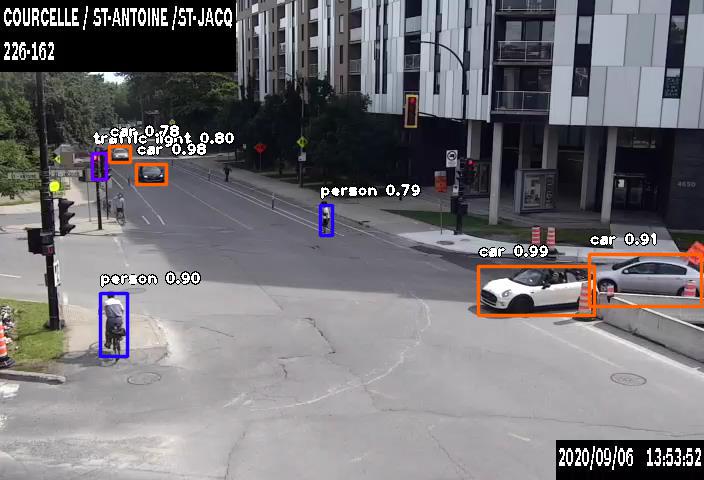 COURCELLE / ST-ANTOINE /ST-JACQ
226-162
car 0.78
traffic light 0.80
car 0.98
person 0.79
car 0.99
car 0.91
person 0.90
4650
2020/09/06 13:53:52